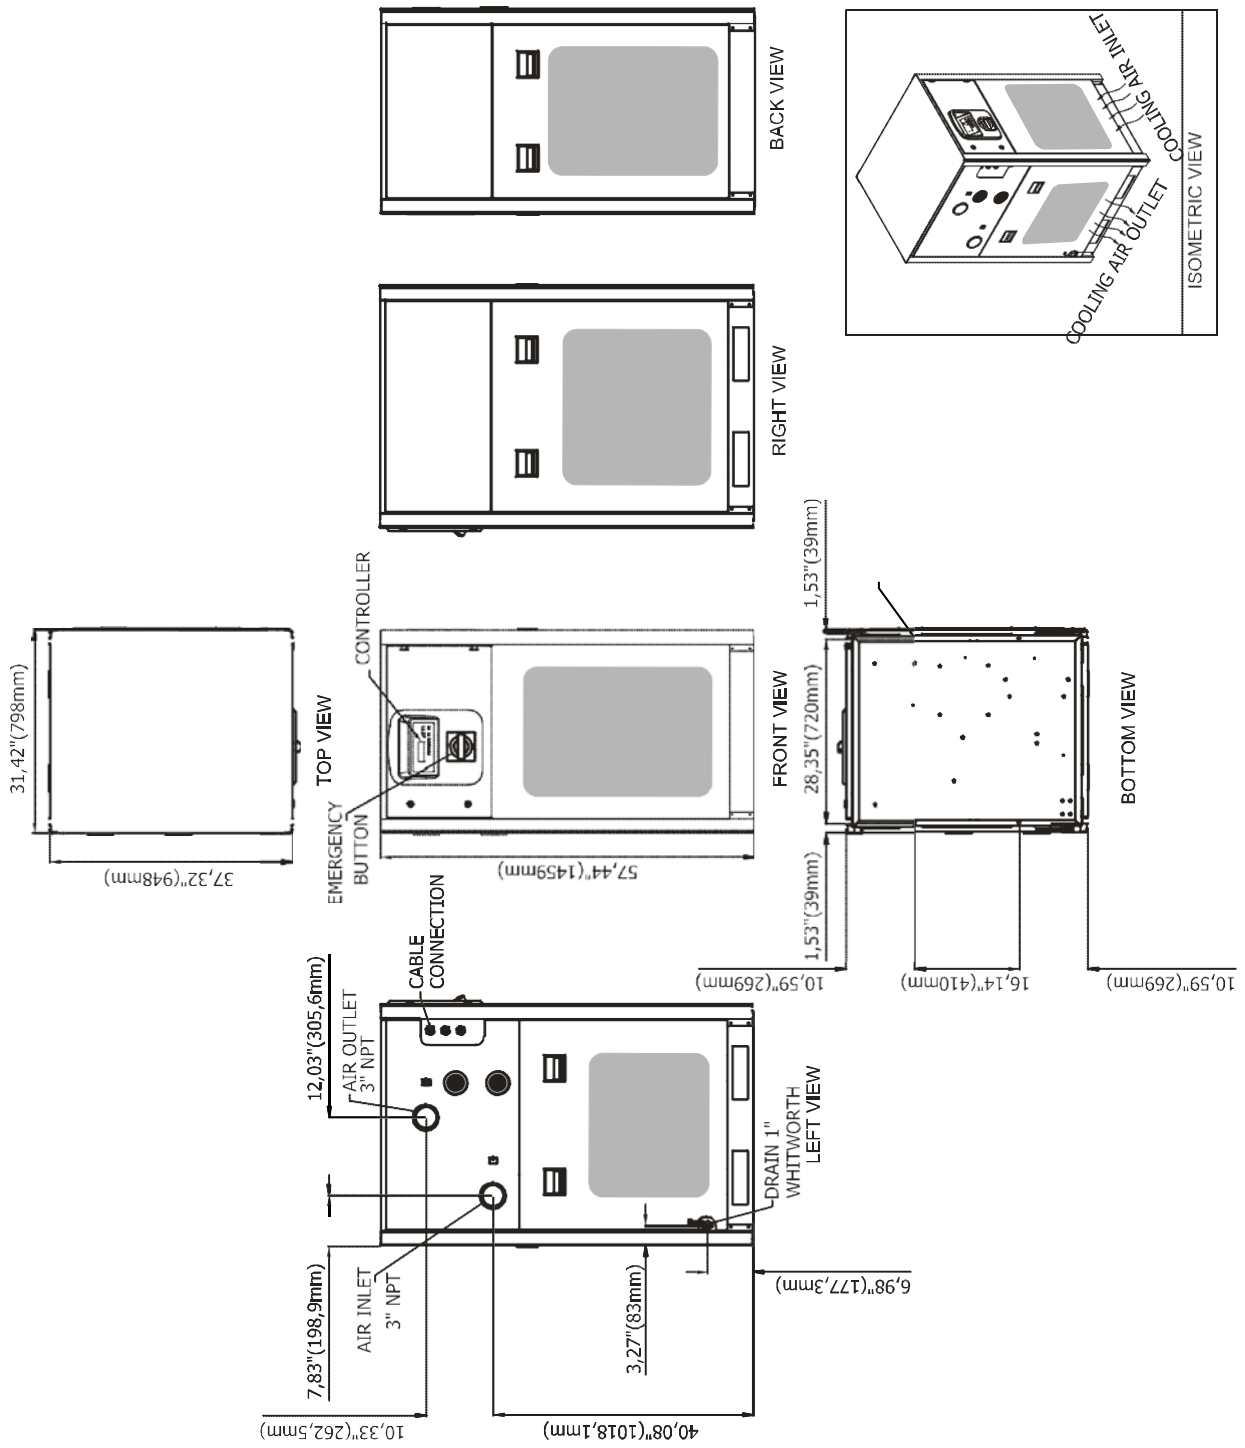 31,42"(798mm)
37,32"(948mm)
TOP VIEW
7,83"(198,9mm)
12,03"(305,6mm)
AIR INLET
3" NPT
AIR OUTLET
3" NPT
CABLE
CONNECTION
10,33"(262,5mm)
40,08"(1018,1mm)
3,27"(83mm)
6,98"(177,3mm)
DRAIN 1"
WHITWORTH
LEFT VIEW
EMERGENCY
BUTTON
CONTROLLER
57,44"(1459mm)
FRONT VIEW
RIGHT VIEW
BACK VIEW
1,53"(39mm)
28,35"(720mm)
1,53"(39mm)
10,59"(269mm)
16,14"(410mm)
10,59"(269mm)
BOTTOM VIEW
COOLING AIR OUTLET
COOLING AIR INLET
ISOMETRIC VIEW